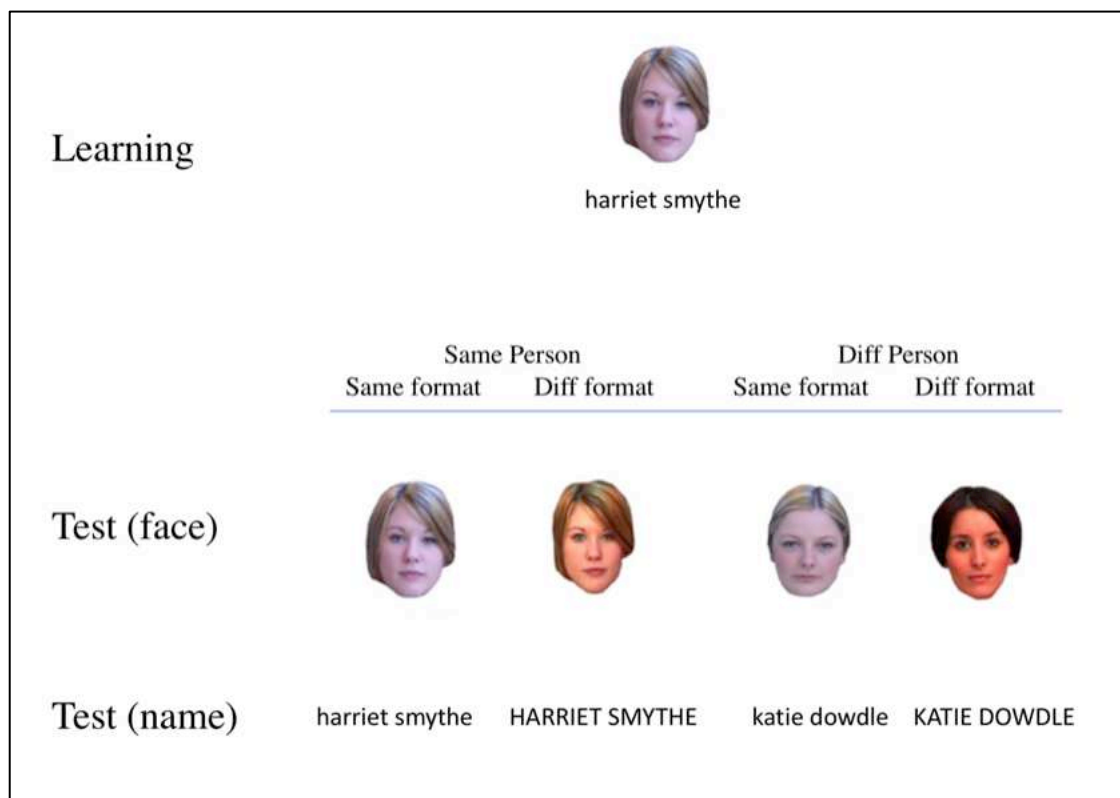 Learning
harriet smythe
Same Person Diff Person
Same format Diff format Same format Diff format
Test (face)
Test (name) harriet smythe HARRIET SMYTHE katie dowdle KATIE DOWDLE